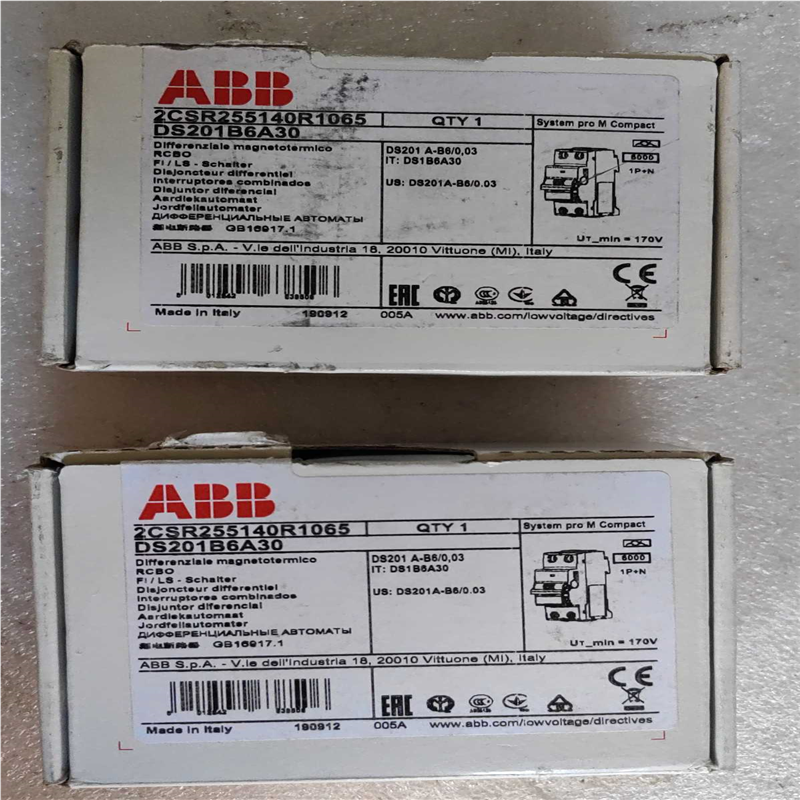 ABB
2CSR255140R1065
QTY 1
System pro M Compact
DS201B6A30
Differenziale magnetotermico
RCBO
FI / LS - Schalter
Disjoncteur differentiel
Interruptores combinados
Disjuntor diferencial
Aardlekautomaat
Jordfeilautomater
ДИФФЕРЕНЦИАЛЬНЫЕ АВТОМАТЫ
GB16917.1
DS201 A-B6/0,03
IT: DS1B6A30
US: DS201A-B6/0.03
6000
1P+N
UT_min = 170V
ABB S.p.A. - V.le dell'Industria 18, 20010 Vittuone (MI), Italy
EAC
CE
Made in Italy
190912
005A
www.abb.com/lowvoltage/directives
ABB
2CSR255140R1065
QTY 1
System pro M Compact
DS201B6A30
Differenziale magnetotermico
RCBO
FI / LS - Schalter
Disjoncteur differentiel
Interruptores combinados
Disjuntor diferencial
Aardlekautomaat
Jordfeilautomater
ДИФФЕРЕНЦИАЛЬНЫЕ АВТОМАТЫ
GB16917.1
DS201 A-B6/0,03
IT: DS1B6A30
US: DS201A-B6/0.03
6000
1P+N
UT_min = 170V
ABB S.p.A. - V.le dell'Industria 18, 20010 Vittuone (MI), Italy
EAC
CE
Made in Italy
190912
005A
www.abb.com/lowvoltage/directives